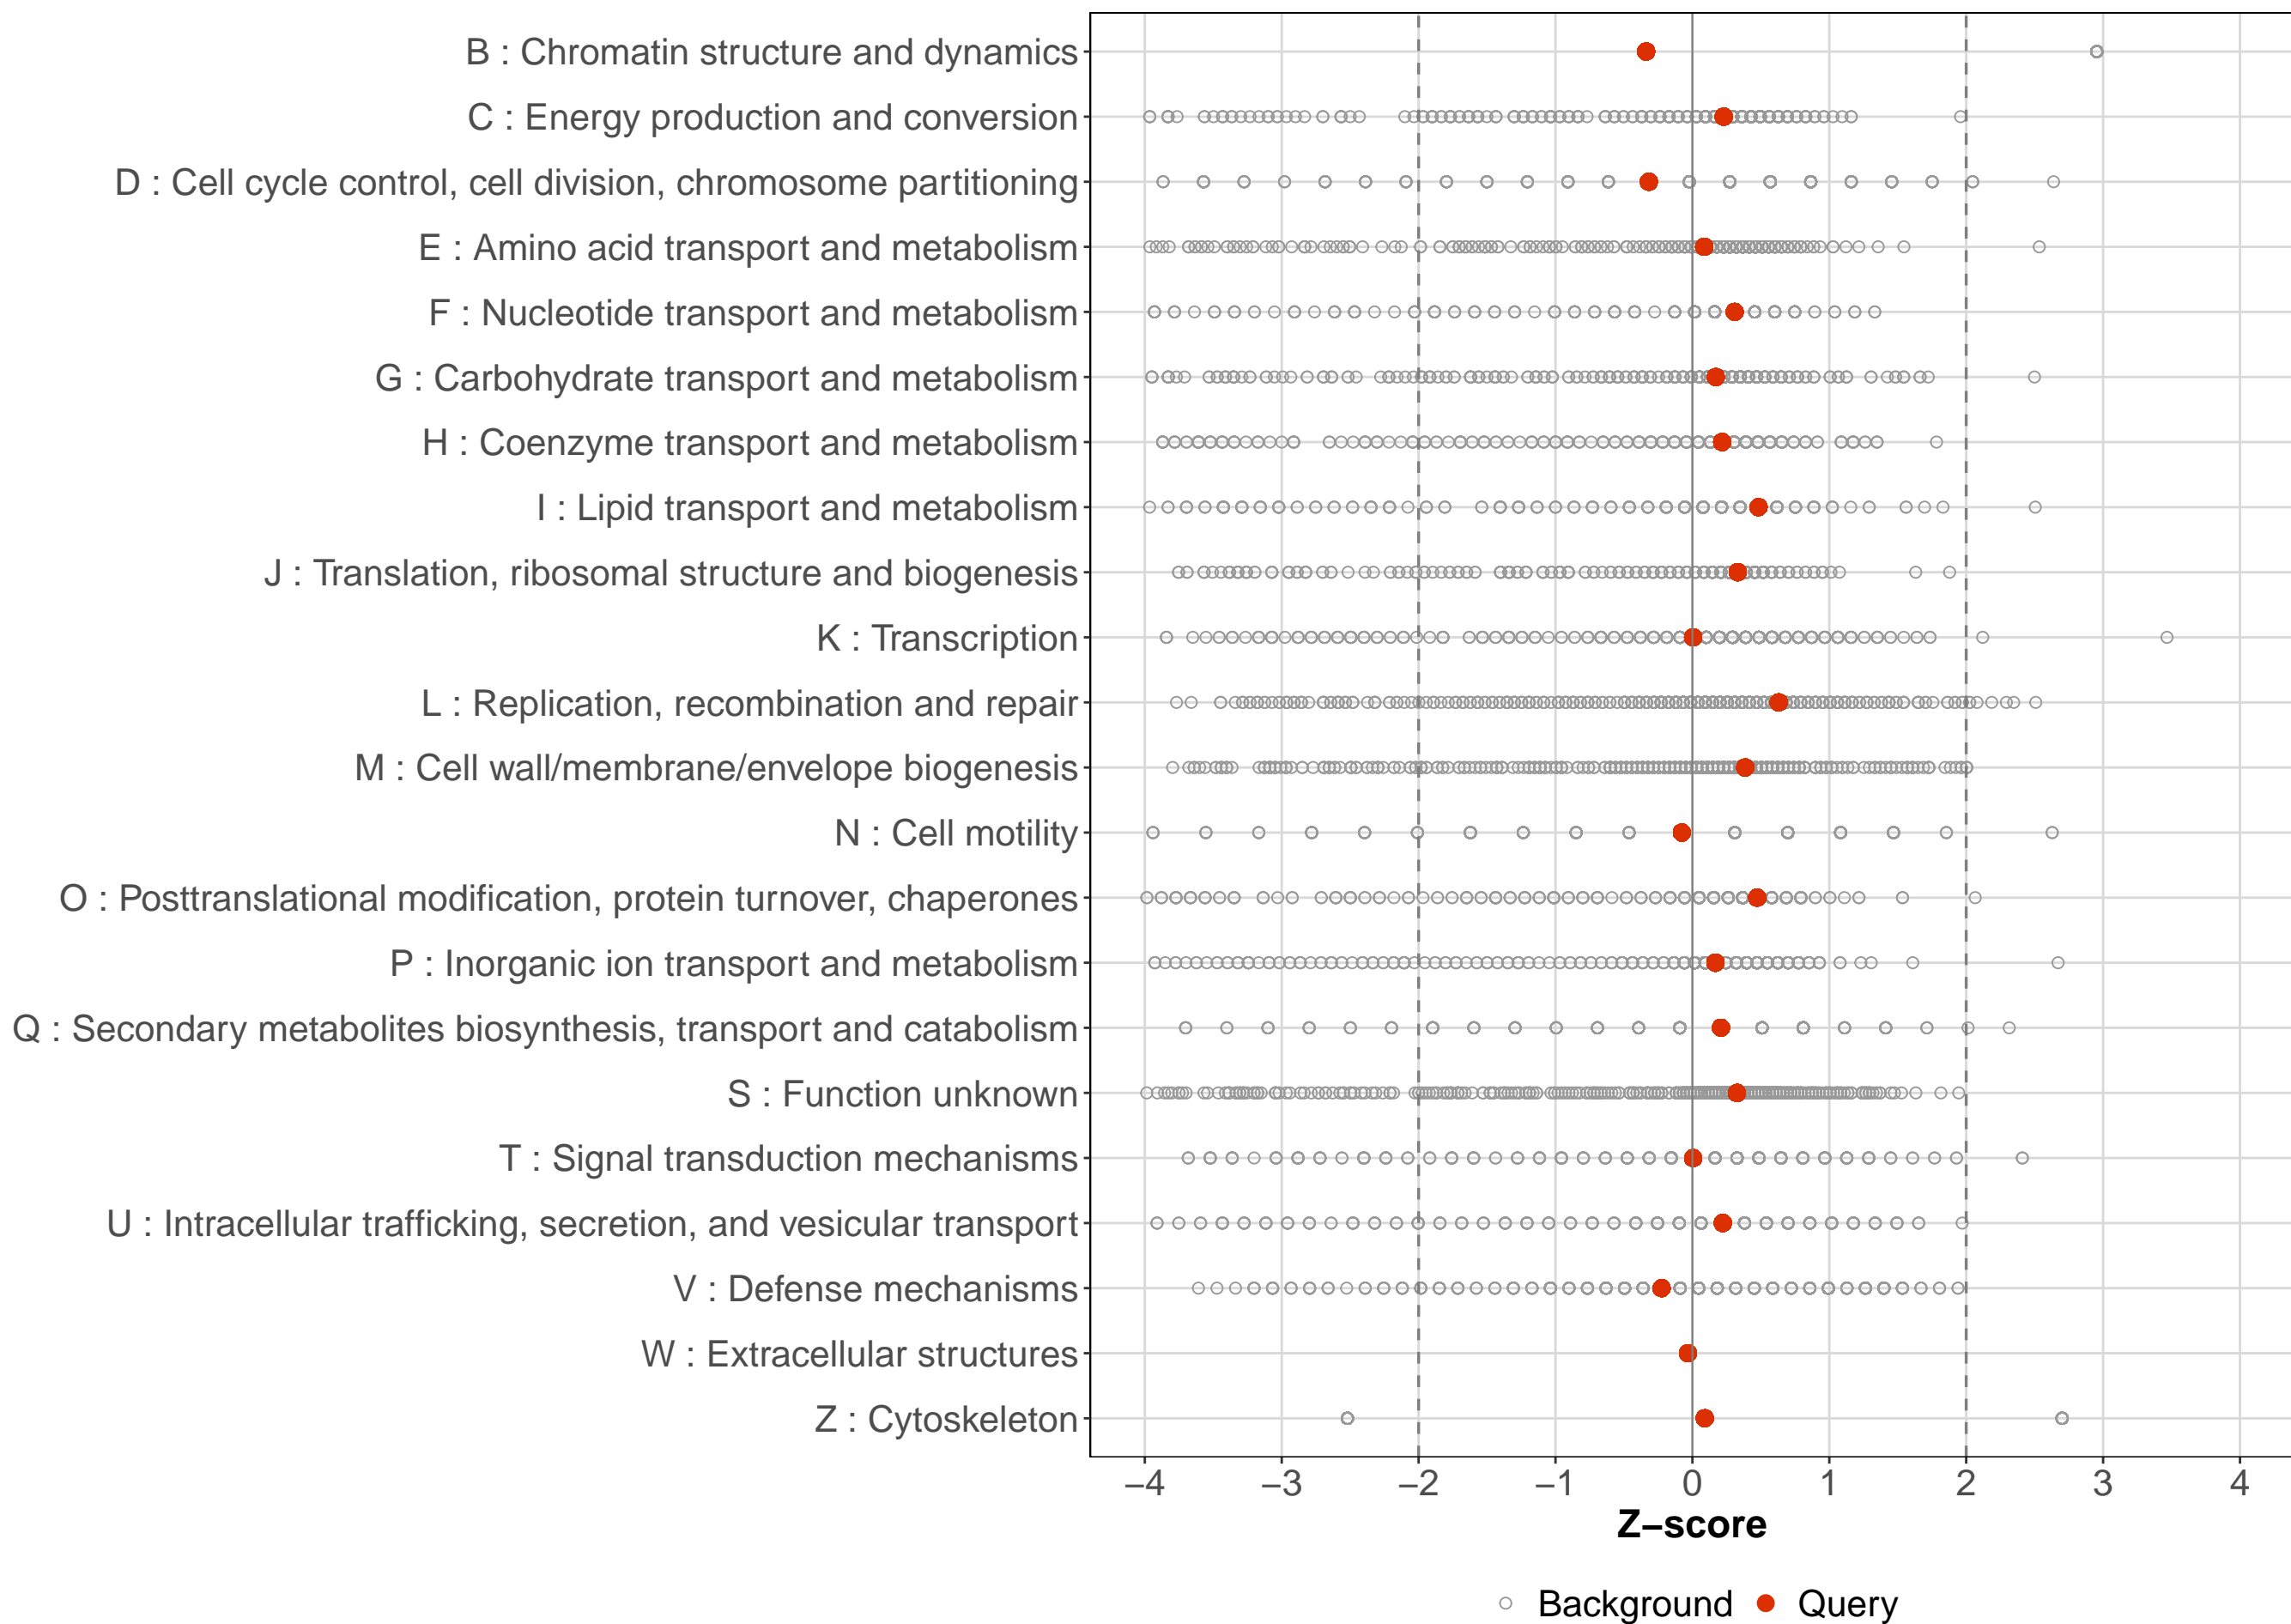 B : Chromatin structure and dynamics
C : Energy production and conversion
D : Cell cycle control, cell division, chromosome partitioning
E : Amino acid transport and metabolism
F : Nucleotide transport and metabolism
G : Carbohydrate transport and metabolism
H : Coenzyme transport and metabolism
I : Lipid transport and metabolism
J : Translation, ribosomal structure and biogenesis
K : Transcription
L : Replication, recombination and repair
M : Cell wall/membrane/envelope biogenesis
N : Cell motility
O : Posttranslational modification, protein turnover, chaperones
P : Inorganic ion transport and metabolism
Q : Secondary metabolites biosynthesis, transport and catabolism
S : Function unknown
T : Signal transduction mechanisms
U : Intracellular trafficking, secretion, and vesicular transport
V : Defense mechanisms
W : Extracellular structures
Z : Cytoskeleton
−4 −3 −2 −1 0 1 2 3 4
Z−score
Background Query